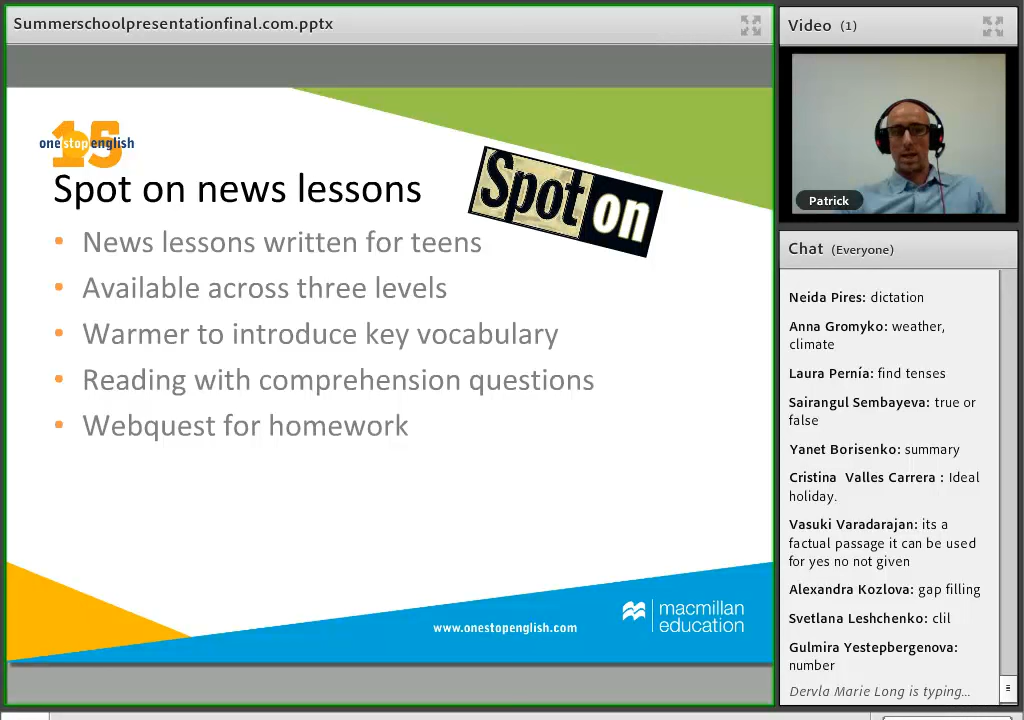 Summerschoolpresentationfinal.com.pptx
15
onestopenglish
Spot on news lessons
Spot on
• News lessons written for teens
• Available across three levels
• Warmer to introduce key vocabulary
• Reading with comprehension questions
• Webquest for homework
www.onestopenglish.com
macmillan
education
Video (1)
Patrick
Chat (Everyone)
Neida Pires: dictation
Anna Gromyko: weather,
climate
Laura Pernía: find tenses
Sairangul Sembayeva: true or
false
Yanet Borisenko: summary
Cristina Valles Carrera : Ideal
holiday.
Vasuki Varadarajan: its a
factual passage it can be used
for yes no not given
Alexandra Kozlova: gap filling
Svetlana Leshchenko: clil
Gulmira Yestepbergenova:
number
Dervla Marie Long is typing...